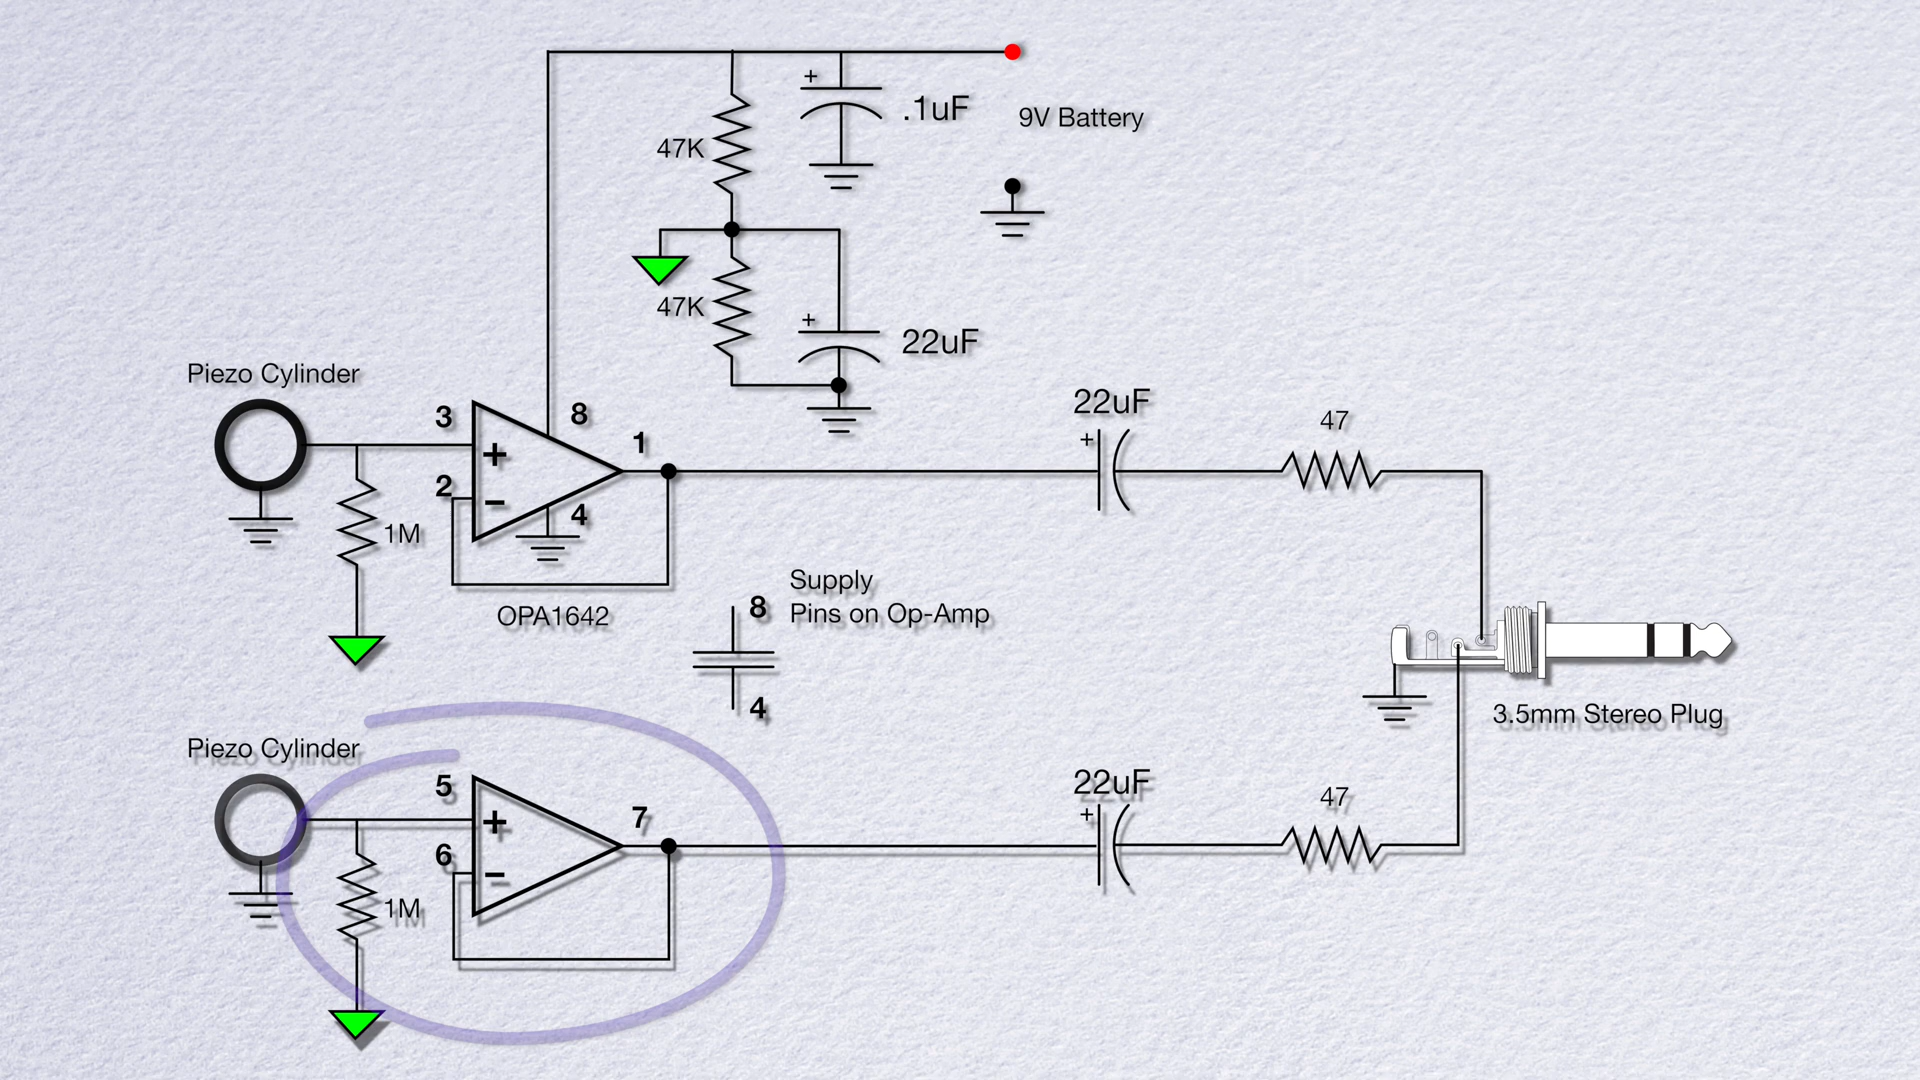 +
.1uF
9V Battery
47K
47K
+
22uF
Piezo Cylinder
3
8
+
2
−
1
4
1M
OPA1642
22uF
+
47
8
Supply
Pins on Op-Amp
4
3.5mm Stereo Plug
Piezo Cylinder
5
+
6
−
7
1M
22uF
+
47